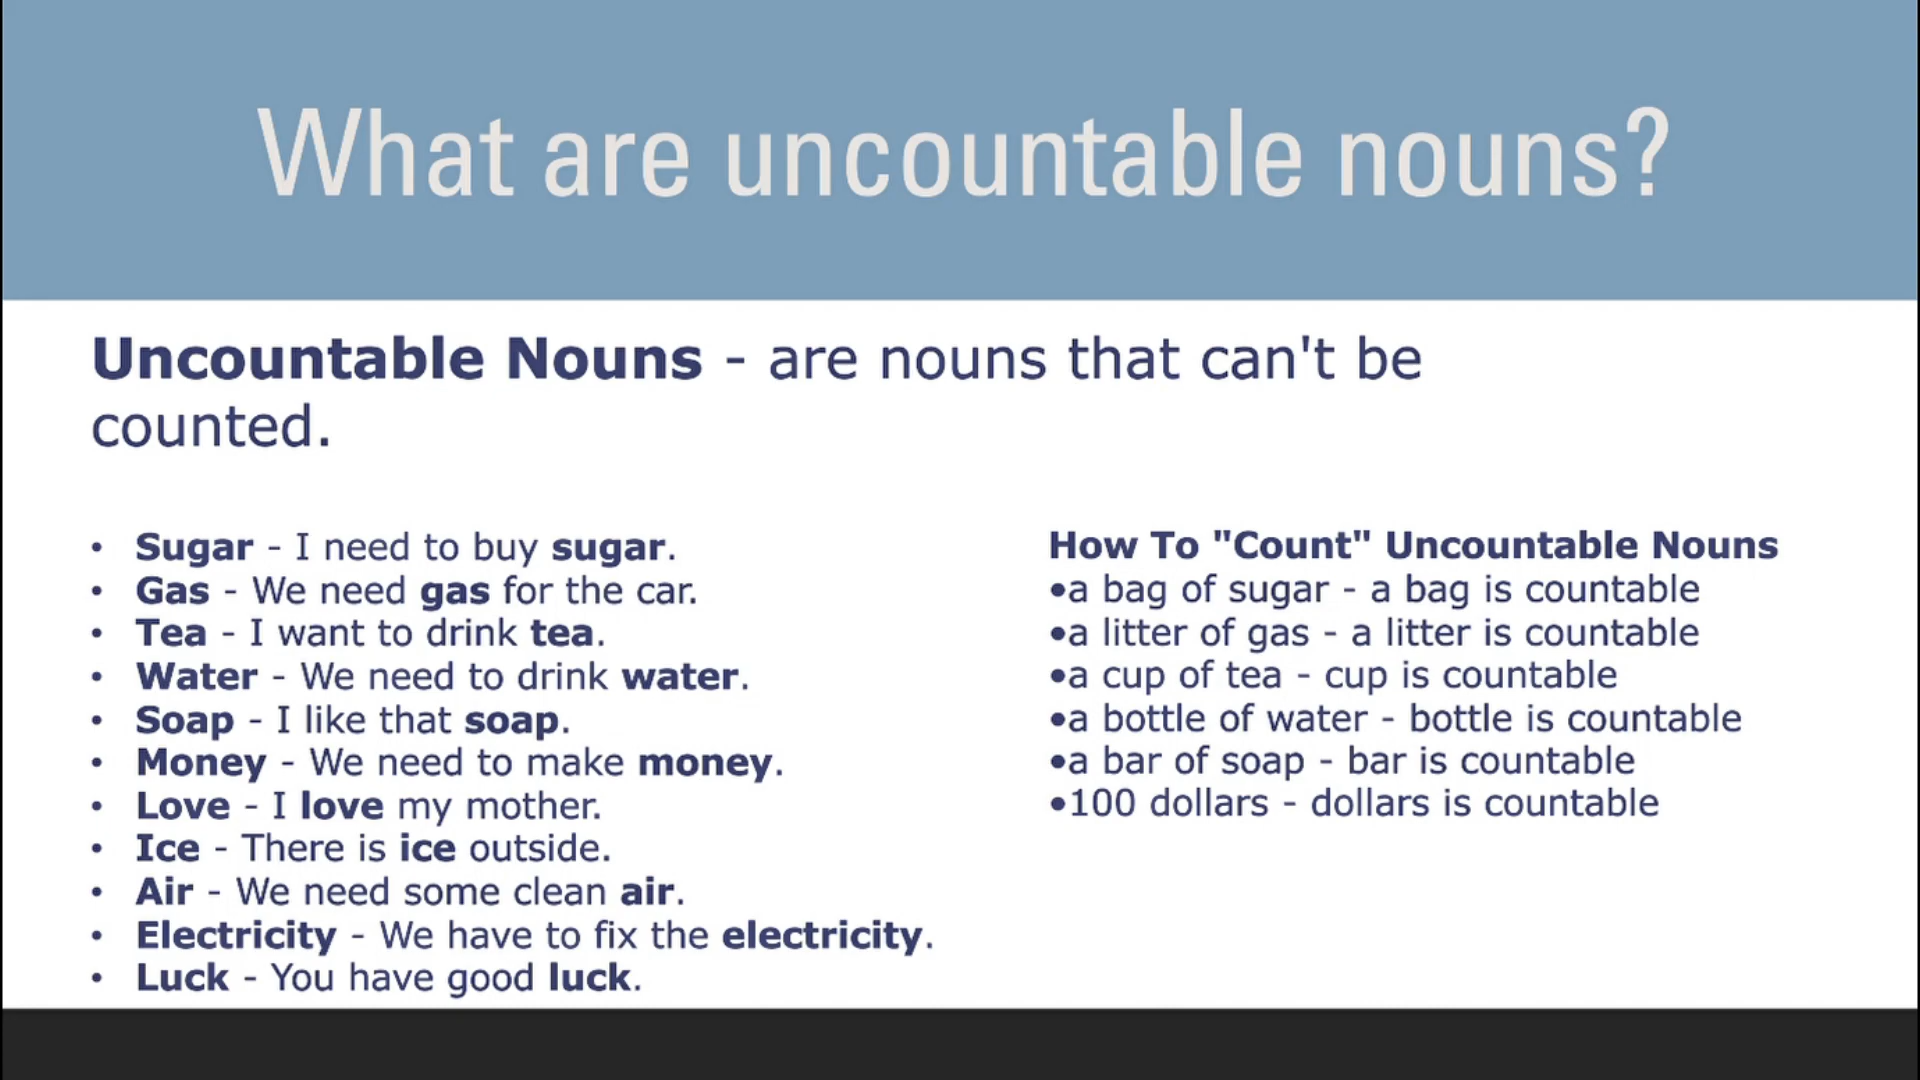 What are uncountable nouns?
Uncountable Nouns - are nouns that can't be
counted.
• Sugar - I need to buy sugar.
• Gas - We need gas for the car.
• Tea - I want to drink tea.
• Water - We need to drink water.
• Soap - I like that soap.
• Money - We need to make money.
• Love - I love my mother.
• Ice - There is ice outside.
• Air - We need some clean air.
• Electricity - We have to fix the electricity.
• Luck - You have good luck.
How To "Count" Uncountable Nouns
•a bag of sugar - a bag is countable
•a litter of gas - a litter is countable
•a cup of tea - cup is countable
•a bottle of water - bottle is countable
•a bar of soap - bar is countable
•100 dollars - dollars is countable